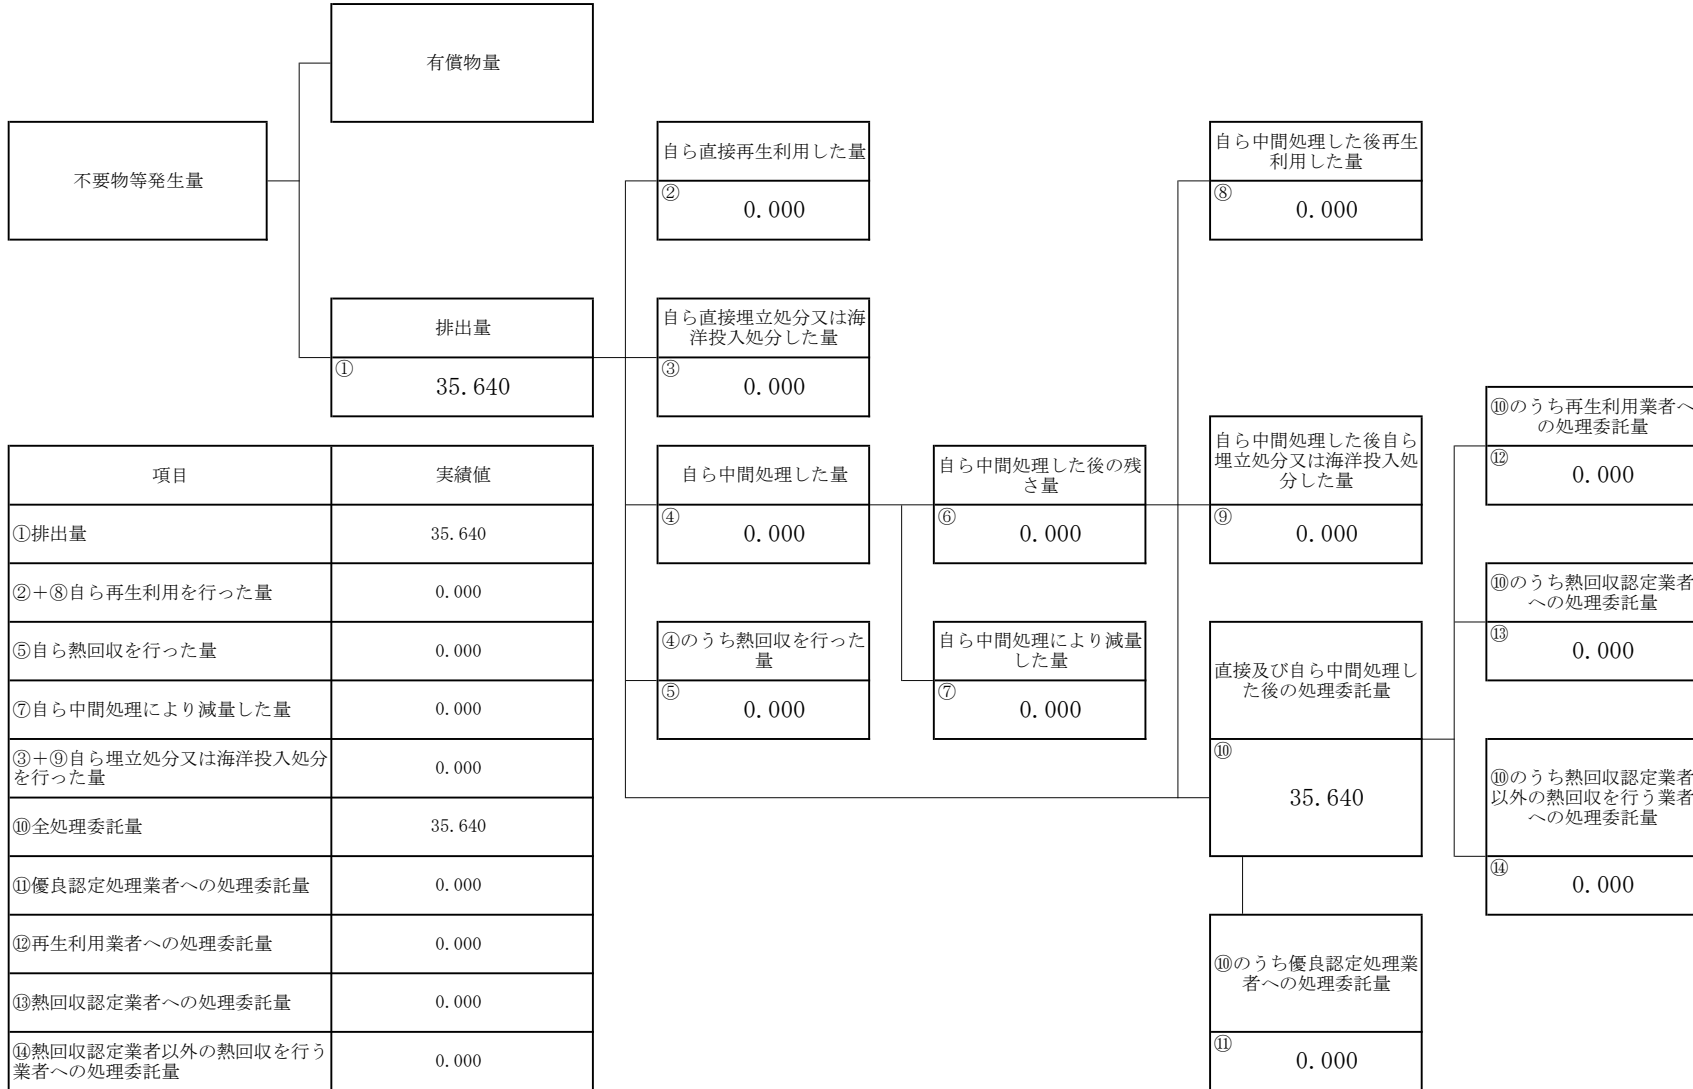 有償物量
不要物等発生量
自ら直接再生利用した量
②
0.000
自ら中間処理した後再生
利用した量
⑧
0.000
排出量
①
35.640
自ら直接埋立処分又は海
洋投入処分した量
③
0.000
自ら中間処理した量
④
0.000
自ら中間処理した後の残
さ量
⑥
0.000
自ら中間処理した後自ら
埋立処分又は海洋投入処
分した量
⑨
0.000
⑩のうち再生利用業者へ
の処理委託量
⑫
0.000
④のうち熱回収を行った
量
⑤
0.000
自ら中間処理により減量
した量
⑦
0.000
直接及び自ら中間処理し
た後の処理委託量
⑩
35.640
⑩のうち熱回収認定業者
への処理委託量
⑬
0.000
⑩のうち熱回収認定業者
以外の熱回収を行う業者
への処理委託量
⑭
0.000
⑩のうち優良認定処理業
者への処理委託量
⑪
0.000
項目 実績値
①排出量 35.640
②+⑧自ら再生利用を行った量 0.000
⑤自ら熱回収を行った量 0.000
⑦自ら中間処理により減量した量 0.000
③+⑨自ら埋立処分又は海洋投入処分
を行った量 0.000
⑩全処理委託量 35.640
⑪優良認定処理業者への処理委託量 0.000
⑫再生利用業者への処理委託量 0.000
⑬熱回収認定業者への処理委託量 0.000
⑭熱回収認定業者以外の熱回収を行う
業者への処理委託量 0.000